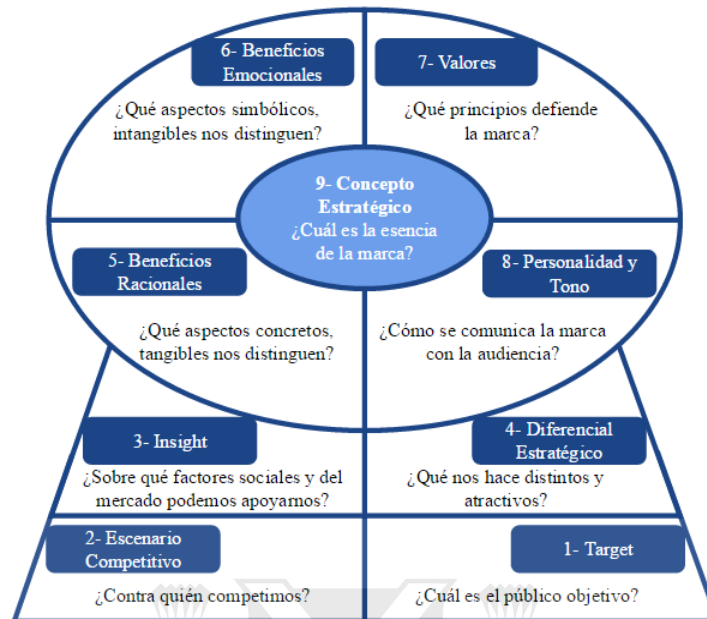 6- Beneficios
Emocionales
¿Qué aspectos simbólicos,
intangibles nos distinguen?
7- Valores
¿Qué principios defiende
la marca?
9- Concepto
Estratégico
¿Cuál es la esencia
de la marca?
5- Beneficios
Racionales
¿Qué aspectos concretos,
tangibles nos distinguen?
8- Personalidad y
Tono
¿Cómo se comunica la marca
con la audiencia?
3- Insight
¿Sobre qué factores sociales y del
mercado podemos apoyarnos?
4- Diferencial
Estratégico
¿Qué nos hace distintos y
atractivos?
2- Escenario
Competitivo
¿Contra quién competimos?
1- Target
¿Cuál es el público objetivo?